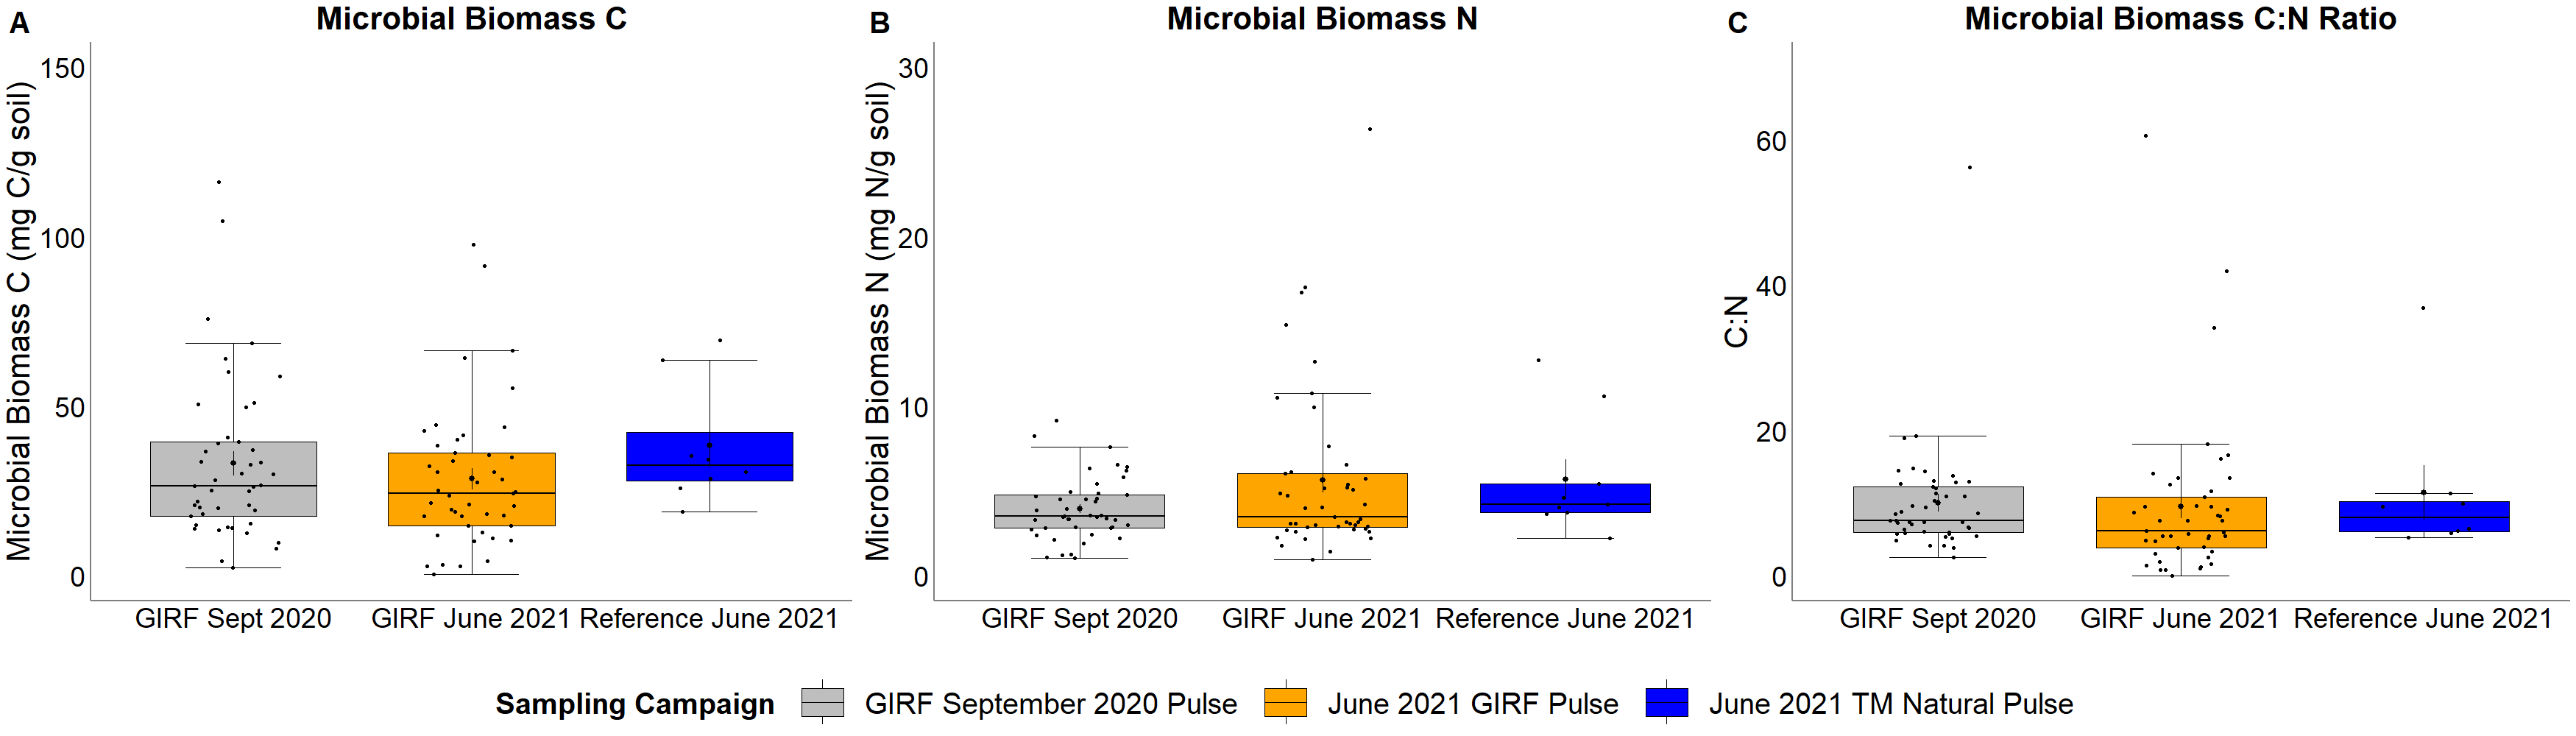 A Microbial Biomass C
Microbial Biomass C (mg C/g soil)
150
100
50
0
GIRF Sept 2020 GIRF June 2021 Reference June 2021
B Microbial Biomass N
Microbial Biomass N (mg N/g soil)
30
20
10
0
GIRF Sept 2020 GIRF June 2021 Reference June 2021
C Microbial Biomass C:N Ratio
C:N
60
40
20
0
GIRF Sept 2020 GIRF June 2021 Reference June 2021
Sampling Campaign GIRF September 2020 Pulse June 2021 GIRF Pulse June 2021 TM Natural Pulse